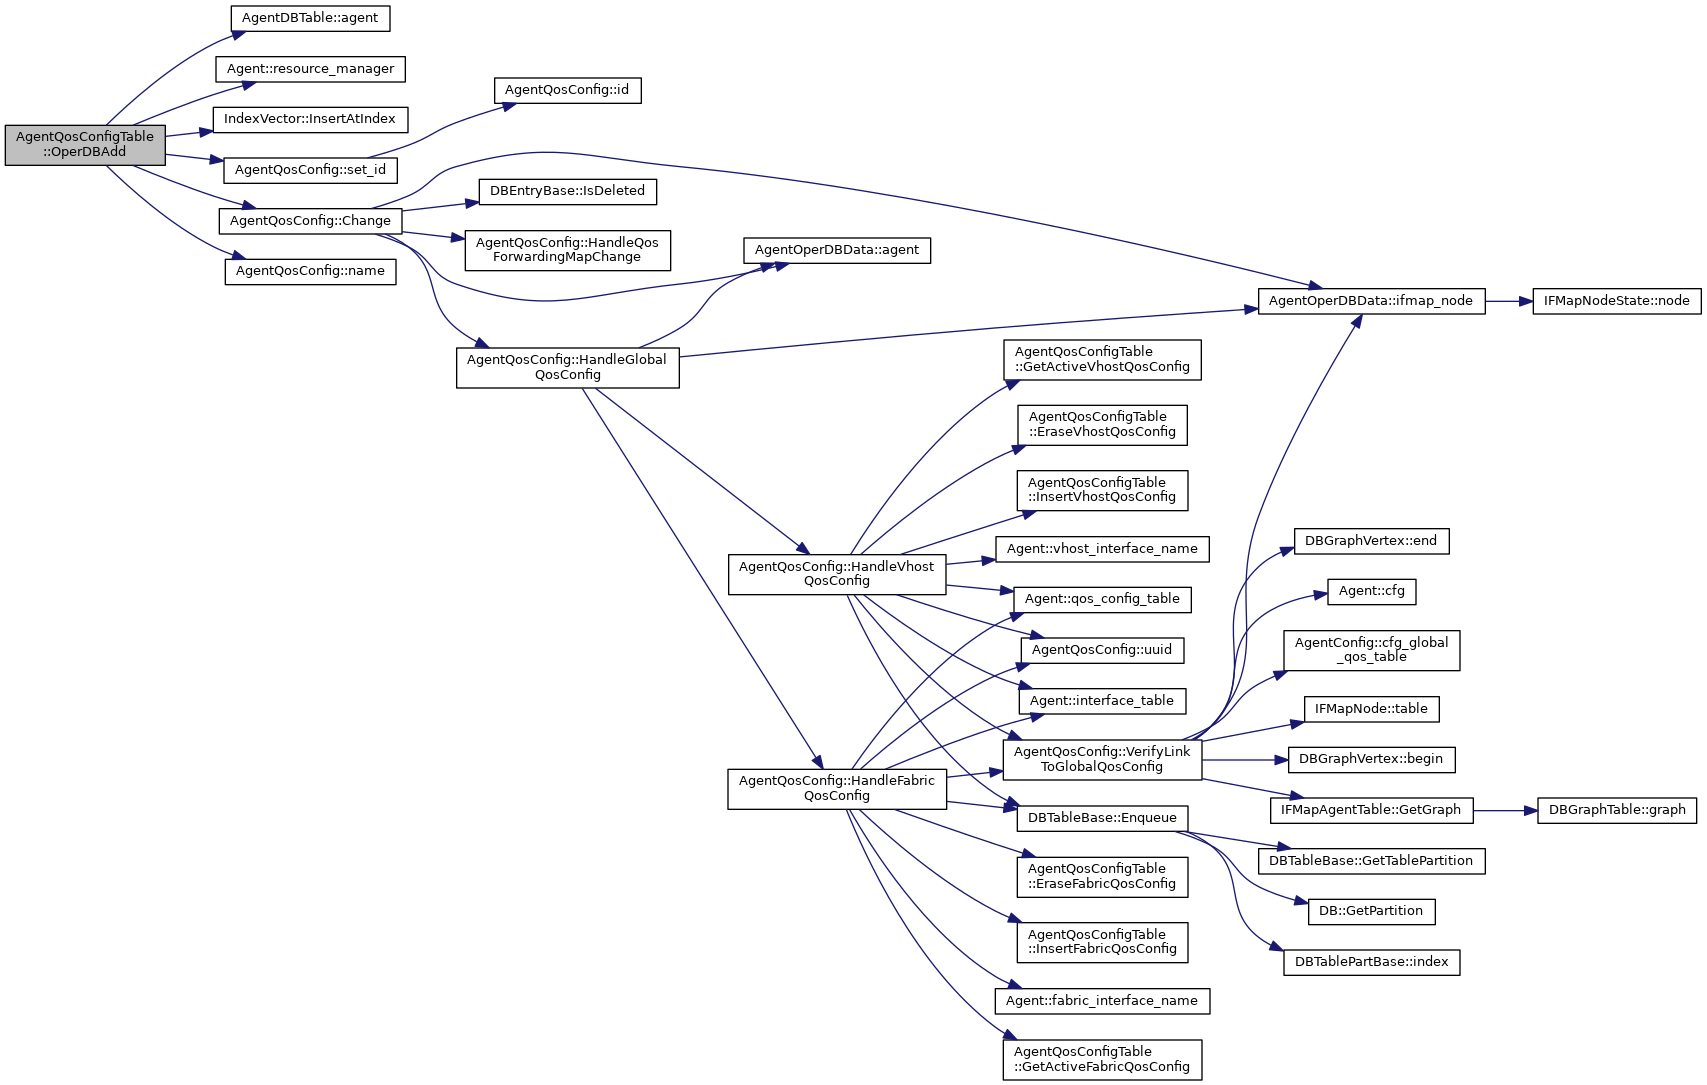 AgentDBTable::agent
Agent::resource_manager
AgentQosConfig::id
IndexVector::InsertAtIndex
AgentQosConfigTable
::OperDBAdd
AgentQosConfig::set_id
DBEntryBase::IsDeleted
AgentQosConfig::Change
AgentQosConfig::HandleQos
ForwardingMapChange
AgentOperDBData::agent
AgentQosConfig::name
AgentOperDBData::ifmap_node
IFMapNodeState::node
AgentQosConfig::HandleGlobal
QosConfig
AgentQosConfigTable
::GetActiveVhostQosConfig
AgentQosConfigTable
::EraseVhostQosConfig
AgentQosConfigTable
::InsertVhostQosConfig
Agent::vhost_interface_name
DBGraphVertex::end
AgentQosConfig::HandleVhost
QosConfig
Agent::qos_config_table
Agent::cfg
AgentQosConfig::uuid
AgentConfig::cfg_global
_qos_table
Agent::interface_table
IFMapNode::table
AgentQosConfig::VerifyLink
ToGlobalQosConfig
DBGraphVertex::begin
AgentQosConfig::HandleFabric
QosConfig
IFMapAgentTable::GetGraph
DBGraphTable::graph
DBTableBase::Enqueue
DBTableBase::GetTablePartition
AgentQosConfigTable
::EraseFabricQosConfig
DB::GetPartition
AgentQosConfigTable
::InsertFabricQosConfig
DBTablePartBase::index
Agent::fabric_interface_name
AgentQosConfigTable
::GetActiveFabricQosConfig